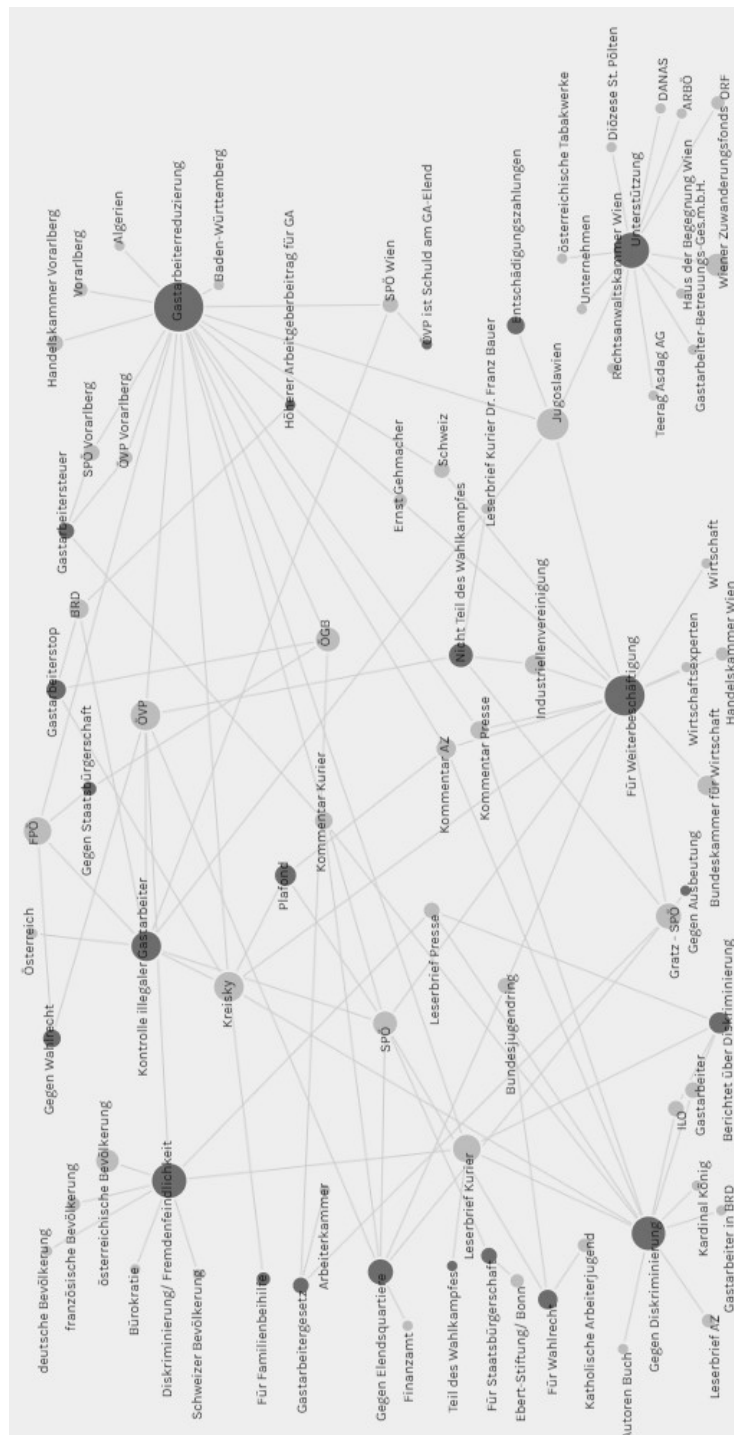 deutsche Bevölkerung
französische Bevölkerung
österreichische Bevölkerung
Bürokratie
Diskriminierung/ Fremdenfeindlichkeit
Schweizer Bevölkerung
Für Familienbeihilfe
Gastarbeitergesetz
Arbeiterkammer
Gegen Elendsquartiere
Finanzamt
Teil des Wahlkampfes
Leserbrief Kurier
Für Staatsbürgerschaft
Ebert-Stiftung/ Bonn
Für Wahlrecht
Katholische Arbeiterjugend
Autoren Buch
Gegen Diskriminierung
Kardinal König
Leserbrief AZ
Gastarbeiter in BRD
Österreich
FPÖ
Gegen Wahlrecht
Gegen Staatsbürgerschaft
Kontrolle illegaler Gastarbeiter
Kreisky
Plafond
Kommentar Kurier
SPÖ
Leserbrief Presse
Bundesjugendring
Kommentar AZ
Kommentar Presse
ILO
Gastarbeiter
Berichtet über Diskriminierung
Gratz - SPÖ
Gegen Ausbeutung
Gastarbeiterstop
BRD
Gastarbeitersteuer
SPÖ Vorarlberg
ÖVP Vorarlberg
ÖVP
ÖGB
Ernst Gehmacher
Schweiz
Nicht Teil des Wahlkampfes
Leserbrief Kurier Dr. Franz Bauer
Industriellenvereinigung
Für Weiterbeschäftigung
Wirtschaftsexperten
Bundeskammer für Wirtschaft
Wirtschaft
Handelskammer Wien
Handelskammer Vorarlberg
Vorarlberg
Algerien
Gastarbeiterreduzierung
Baden-Württemberg
Höherer Arbeitgeberbeitrag für GA
SPÖ Wien
ÖVP ist Schuld am GA-Elend
Entschädigungszahlungen
Jugoslawien
österreichische Tabakwerke
Unternehmen
Diözese St. Pölten
Rechtsanwaltskammer Wien
Unterstützung
DANAS
ARBÖ
Teerag Asdag AG
Haus der Begegnung Wien
Gastarbeiter-Betreuungs-Ges.m.b.H.
Wiener Zuwanderungsfonds
ORF